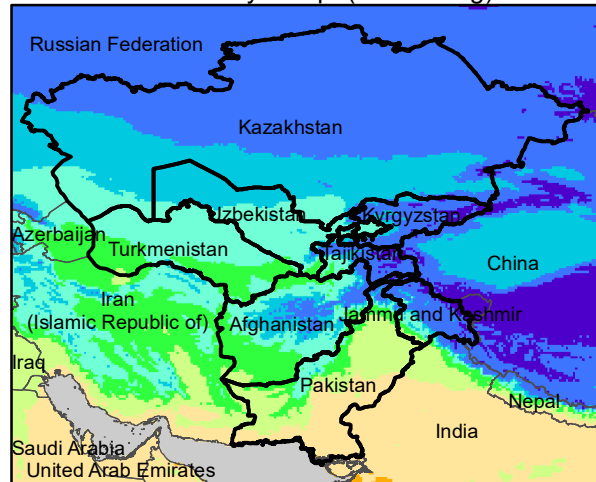 Russian Federation
Kazakhstan
Izbekistan
Kyrgyzstan
Azerbaijan
Turkmenistan
Tajikistan
China
Iran
(Islamic Republic of)
Afghanistan
Jammu and Kashmir
Iraq
Pakistan
Nepal
India
Saudi Arabia
United Arab Emirates